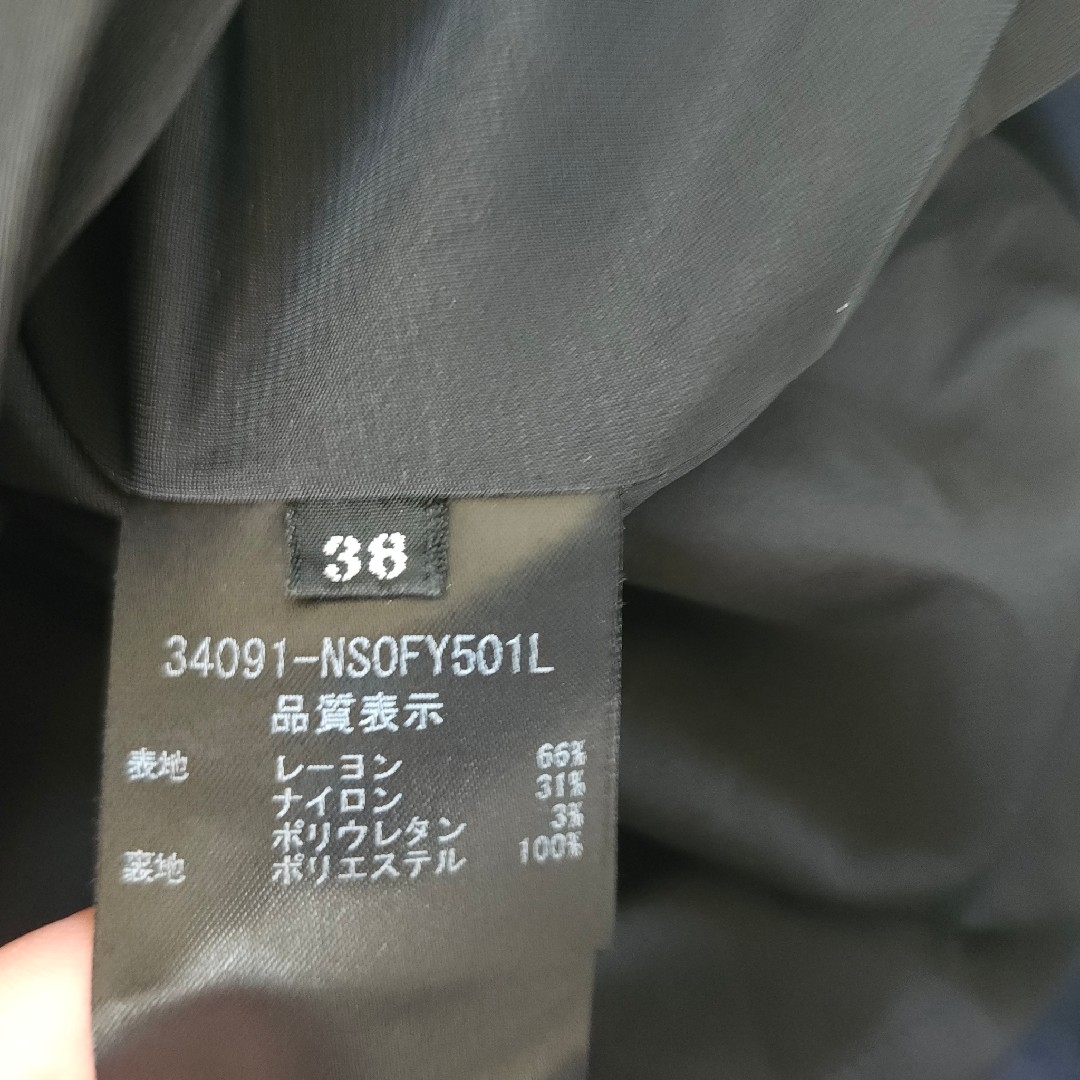 38
34091-NSOFY501L
品質表示
表地 レーヨン 66%
ナイロン 31%
ポリウレタン 3%
裏地 ポリエステル 100%